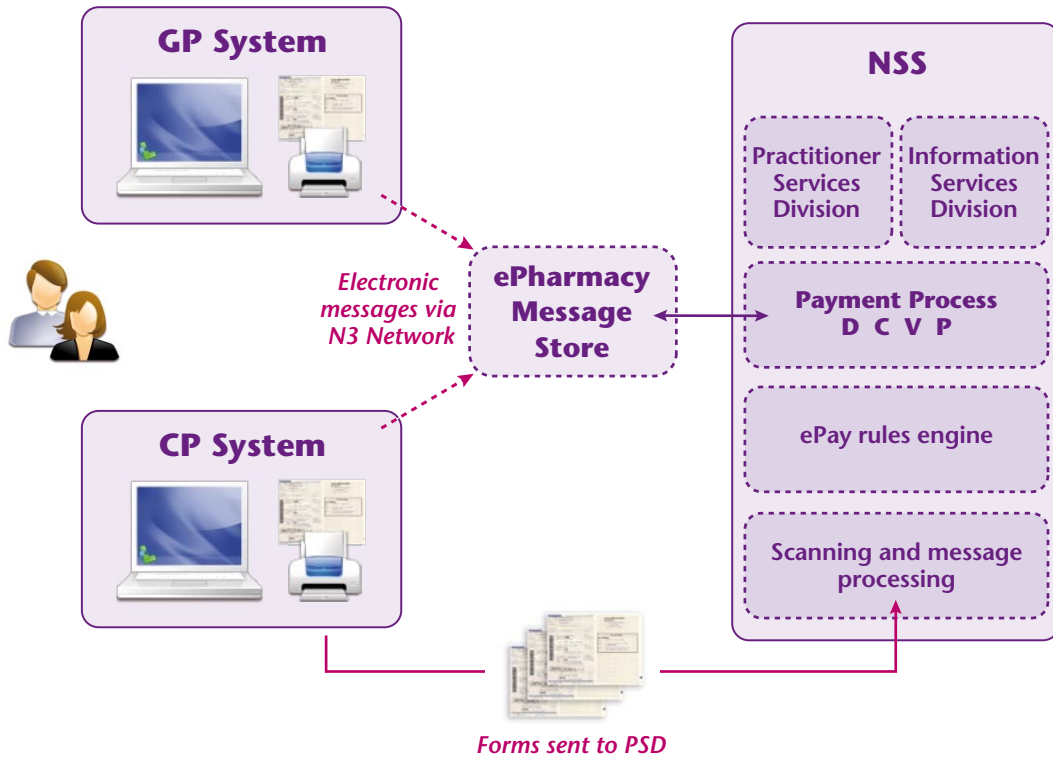 GP System
Electronic
messages via
N3 Network
ePharmacy
Message
Store
CP System
Forms sent to PSD
NSS
Practitioner
Services
Division
Information
Services
Division
Payment Process
D C V P
ePay rules engine
Scanning and message
processing